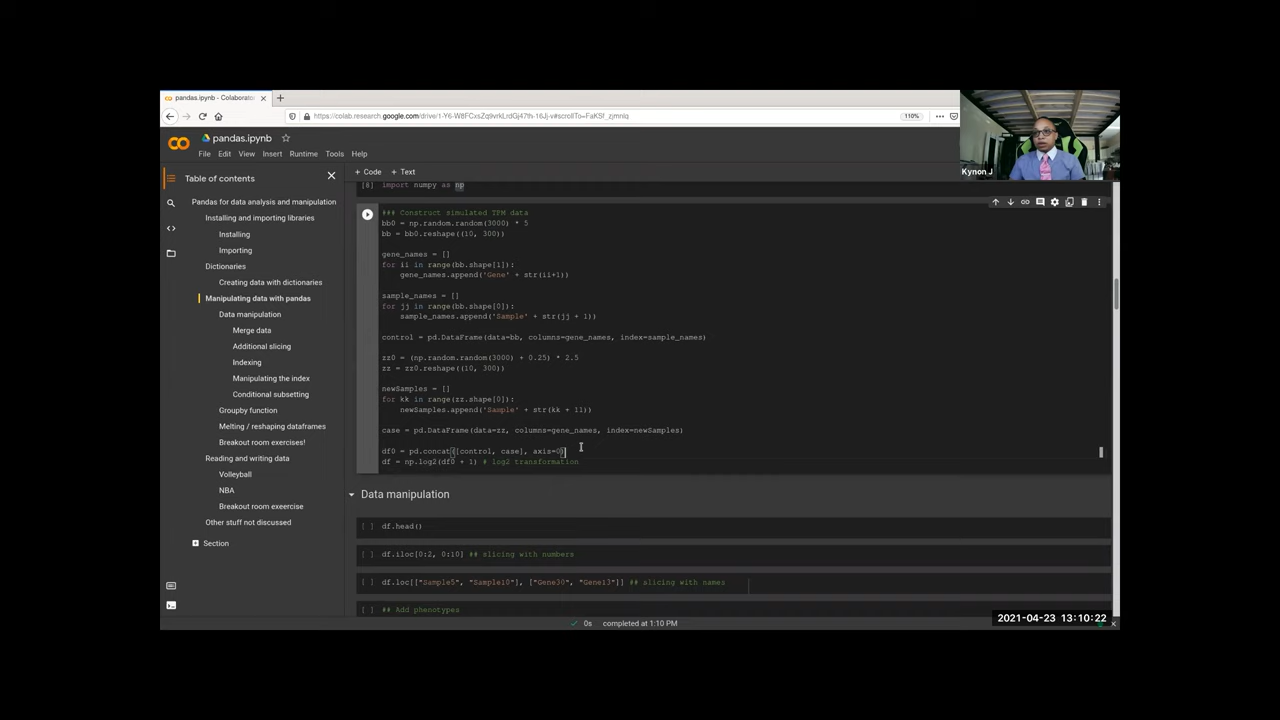 pandas.ipynb - Colaborator
https://colab.research.google.com/drive/1-Y6-W8FCxsZq9vrkLrdGj47th-16Jj-v#scrollTo=FaKSf_zjmnlq
110%
pandas.ipynb
File Edit View Insert Runtime Tools Help
Kynon J
Table of contents
+ Code + Text
Pandas for data analysis and manipulation
Installing and importing libraries
Installing
Importing
Dictionaries
Creating data with dictionaries
Manipulating data with pandas
Data manipulation
Merge data
Additional slicing
Indexing
Manipulating the index
Conditional subsetting
Groupby function
Melting / reshaping dataframes
Breakout room exercises!
Reading and writing data
Volleyball
NBA
Breakout room exeercise
Other stuff not discussed
Section
[8] import numpy as np
### Construct simulated TPM data
bb0 = np.random.random(3000) * 5
bb = bb0.reshape((10, 300))
gene_names = []
for ii in range(bb.shape[1]):
gene_names.append('Gene' + str(ii+1))
sample_names = []
for jj in range(bb.shape[0]):
sample_names.append('Sample' + str(jj + 1))
control = pd.DataFrame(data=bb, columns=gene_names, index=sample_names)
zz0 = (np.random.random(3000) + 0.25) * 2.5
zz = zz0.reshape((10, 300))
newSamples = []
for kk in range(zz.shape[0]):
newSamples.append('Sample' + str(kk + 11))
case = pd.DataFrame(data=zz, columns=gene_names, index=newSamples)
df0 = pd.concat([control, case], axis=0)
df = np.log2(df0 + 1) # log2 transformation
Data manipulation
[ ] df.head()
[ ] df.iloc[0:2, 0:10] ## slicing with numbers
[ ] df.loc[["Sample5", "Sample10"], ["Gene30", "Gene13"]] ## slicing with names
[ ] ## Add phenotypes
0s completed at 1:10 PM
2021-04-23 13:10:22